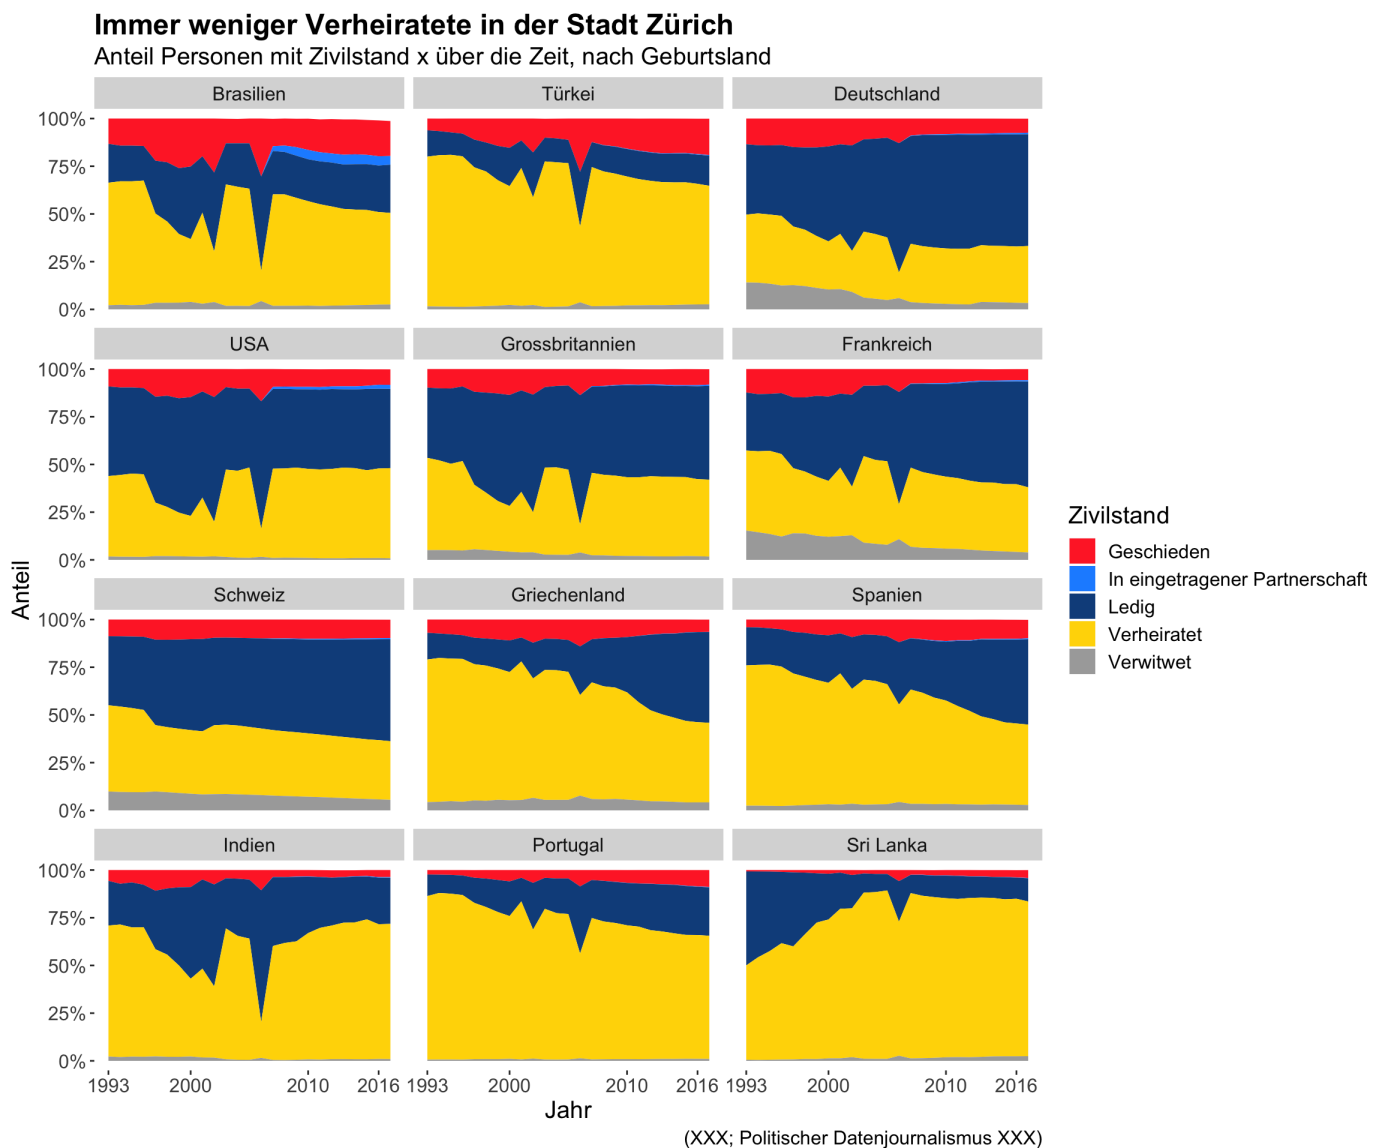 Immer weniger Verheiratete in der Stadt Zürich
Anteil Personen mit Zivilstand x über die Zeit, nach Geburtsland
Brasilien Türkei Deutschland
100%
75%
50%
25%
0%
USA Grossbritannien Frankreich
100%
75%
50%
25%
0%
Schweiz Griechenland Spanien
100%
75%
50%
25%
0%
Indien Portugal Sri Lanka
100%
75%
50%
25%
0%
1993 2000 2010 2016 1993 2000 2010 2016 1993 2000 2010 2016
Anteil
Jahr
Zivilstand
Geschieden
In eingetragener Partnerschaft
Ledig
Verheiratet
Verwitwet
(XXX; Politischer Datenjournalismus XXX)